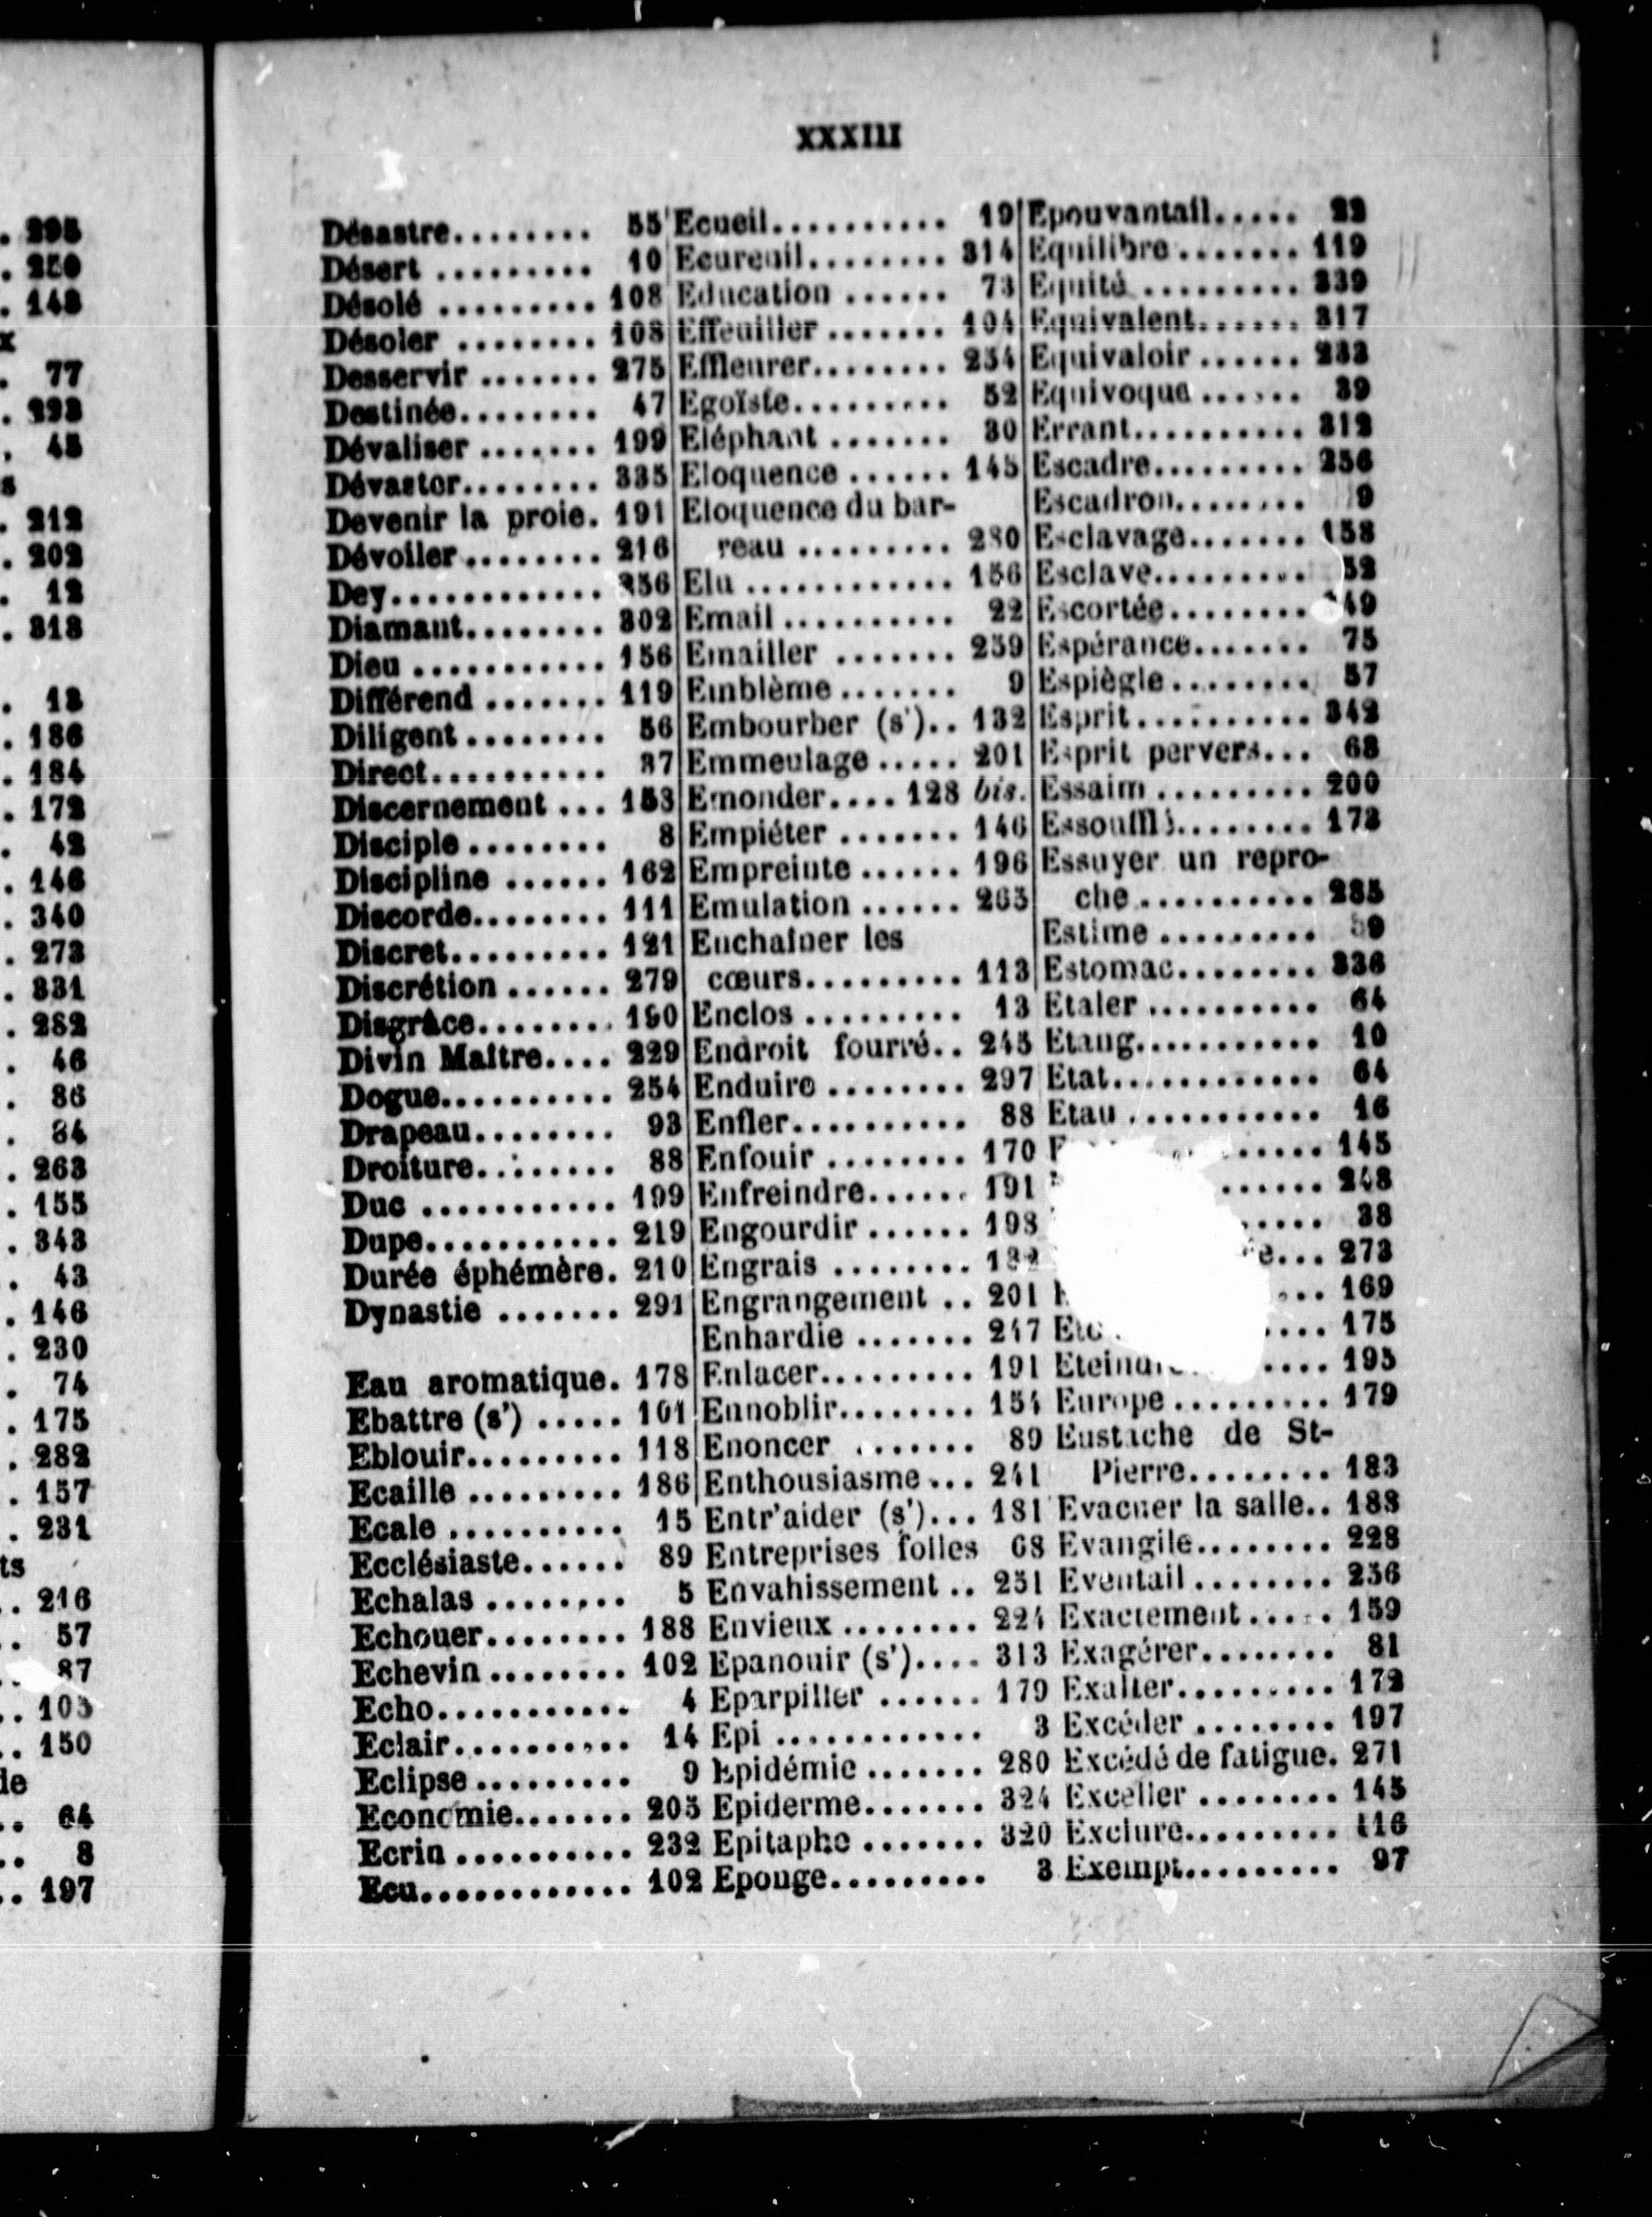 XXXIII
Désastre........ 55
Désert ......... 10
Désolé ......... 108
Désoler ........ 108
Desservir ....... 275
Destinée........ 47
Dévaliser ....... 199
Dévaster........ 335
Devenir la proie. 191
Dévoiler........ 216
Dey............ 256
Diamant........ 302
Dieu ........... 156
Différend ....... 119
Diligent ........ 56
Direct.......... 37
Discernement ... 153
Disciple ........ 8
Discipline ...... 162
Discorde........ 111
Discret......... 121
Discrétion ...... 279
Disgrâce........ 190
Divin Maître.... 229
Dogue.......... 254
Drapeau........ 93
Droiture........ 88
Duc ........... 199
Dupe............ 219
Durée éphémère. 210
Dynastie ....... 291
Eau aromatique. 178
Ebattre (s') ..... 101
Eblouir......... 118
Ecaille ......... 186
Ecale .......... 15
Ecclésiaste...... 89
Echalas ........ 5
Echouer........ 188
Echevin ........ 102
Echo........... 4
Eclair.......... 14
Eclipse ......... 9
Economie....... 205
Ecrin .......... 232
Ecu............ 102
Ecueil.......... 19
Ecureuil........ 314
Education ...... 73
Effeuiller ....... 104
Effleurer........ 234
Egoïste......... 52
Eléphant ....... 30
Eloquence ...... 145
Eloquence du bar-
reau ......... 280
Elu ............ 156
Email .......... 22
Emailler ....... 259
Emblème ....... 9
Embourber (s').. 132
Emmeulage ..... 201
Emonder.... 128 bis.
Empiéter ....... 146
Empreinte ...... 196
Emulation ...... 263
Enchaîner les
cœurs.......... 113
Enclos ......... 13
Endroit fourré.. 245
Enduire ........ 297
Enfler.......... 88
Enfouir ........ 170
Enfreindre...... 191
Engourdir ...... 198
Engrais ........ 182
Engrangement .. 201
Enhardie ....... 247
Enlacer......... 191
Ennoblir........ 154
Enoncer ....... 89
Enthousiasme ... 241
Entr'aider (s')... 181
Entreprises folles 68
Envahissement .. 251
Envieux ........ 224
Epanouir (s').... 313
Eparpiller ...... 179
Epi ............ 3
Epidémie ....... 280
Epiderme....... 324
Epitaphe ....... 320
Eponge......... 3
Epouvantail..... 22
Equilibre ....... 119
Equité ......... 339
Equivalent...... 317
Equivaloir ...... 232
Equivoque ...... 39
Errant.......... 312
Escadre......... 256
Escadron........ 9
Esclavage....... 158
Esclave......... 52
Escortée........ 49
Espérance....... 75
Espiègle......... 57
Esprit.......... 342
Esprit pervers... 68
Essaim ......... 200
Essoufflé........ 172
Essuyer un repro-
che .......... 285
Estime ......... 59
Estomac........ 336
Etaler .......... 64
Etang........... 10
Etat............ 64
Etau ........... 16
..... 145
...... 248
..... 38
... 273
... 169
.... 175
Eteindre .... 195
Europe ......... 179
Eustache de St-
Pierre........ 183
Evacuer la salle.. 188
Evangile........ 228
Eventail ........ 256
Exactement ..... 159
Exagérer........ 81
Exalter......... 172
Excéder ........ 197
Excédé de fatigue. 271
Exceller ........ 145
Exclure......... 116
Exempt......... 97